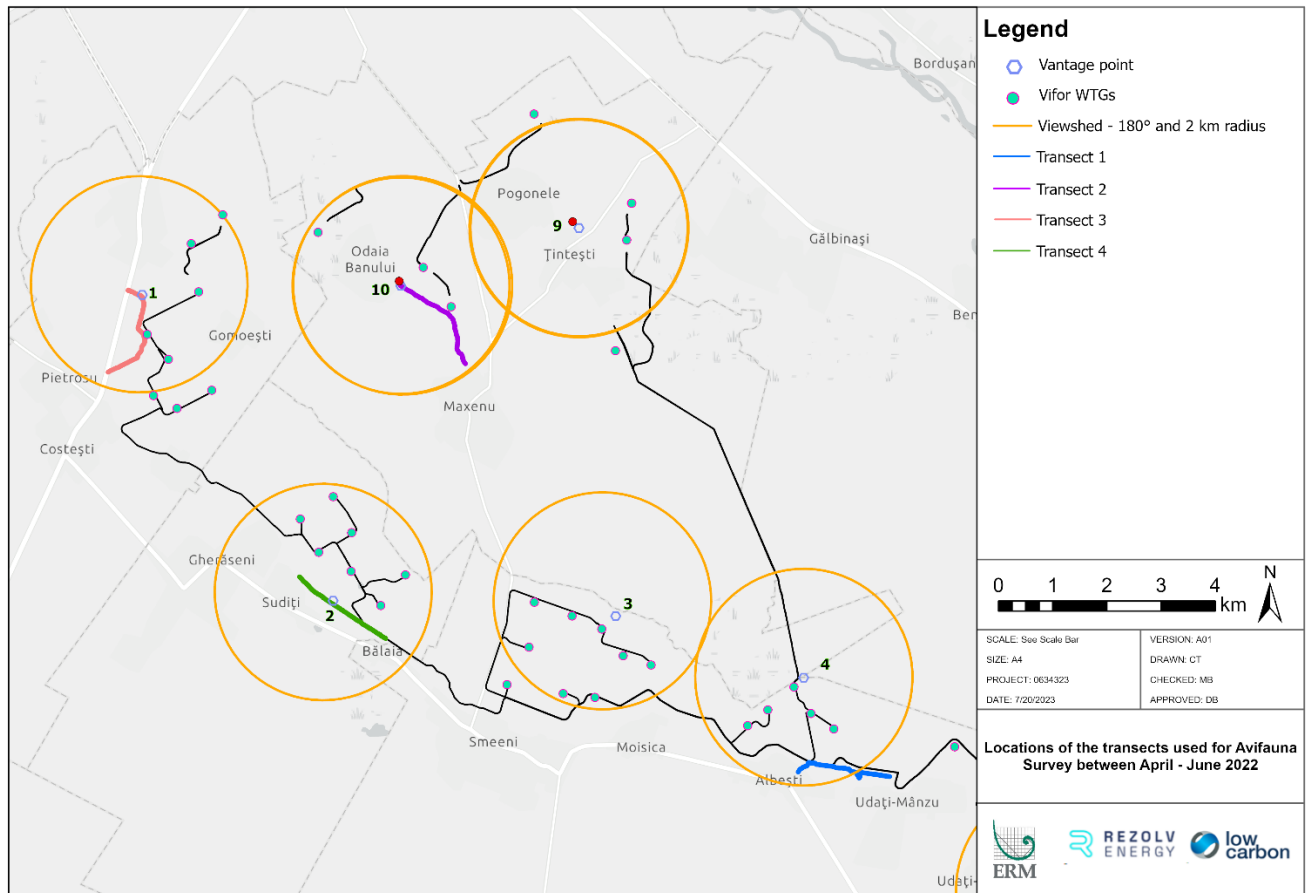 Borduşan
Pogonele
9
Ţinteşti
Gălbinaşi
Odaia
Banului
10
1
Gomoeşti
Pietrosu
Maxenu
Costeşti
Gherăseni
Sudiţi
2
Bălaia
3
4
Smeeni
Moisica
Albeşti
Udaţi-Mânzu
Legend
Vantage point
Vifor WTGs
Viewshed - 180° and 2 km radius
Transect 1
Transect 2
Transect 3
Transect 4
0 1 2 3 4
km
N
SCALE: See Scale Bar
SIZE: A4
PROJECT: 0634323
DATE: 7/20/2023
VERSION: A01
DRAWN: CT
CHECKED: MB
APPROVED: DB
Locations of the transects used for Avifauna
Survey between April - June 2022
ERM
REZOLV
ENERGY
low
carbon